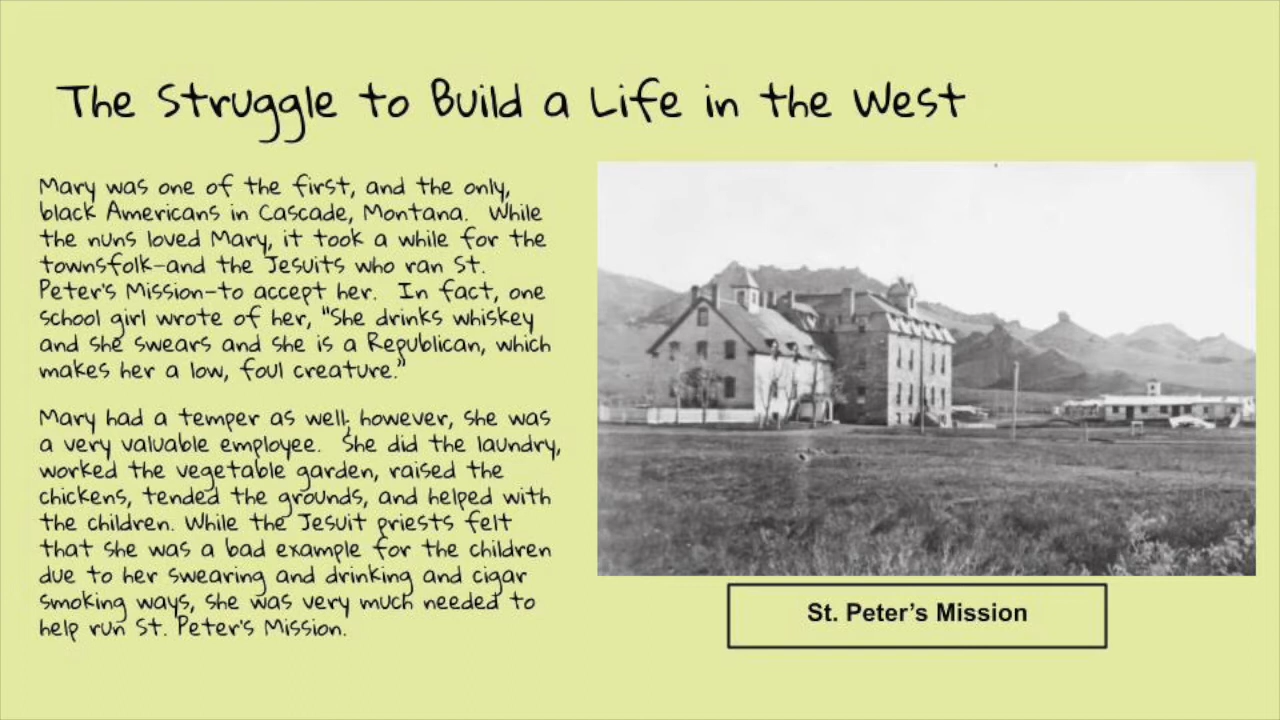 The Struggle to Build a Life in the West
Mary was one of the first, and the only,
black Americans in Cascade, Montana. While
the nuns loved Mary, it took a while for the
townsfolk-and the Jesuits who ran St.
Peter's Mission-to accept her. In fact, one
school girl wrote of her, "She drinks whiskey
and she swears and she is a Republican, which
makes her a low, foul creature."
Mary had a temper as well; however, she was
a very valuable employee. She did the laundry,
worked the vegetable garden, raised the
chickens, tended the grounds, and helped with
the children. While the Jesuit priests felt
that she was a bad example for the children
due to her swearing and drinking and cigar
smoking ways, she was very much needed to
help run St. Peter's Mission.
St. Peter’s Mission